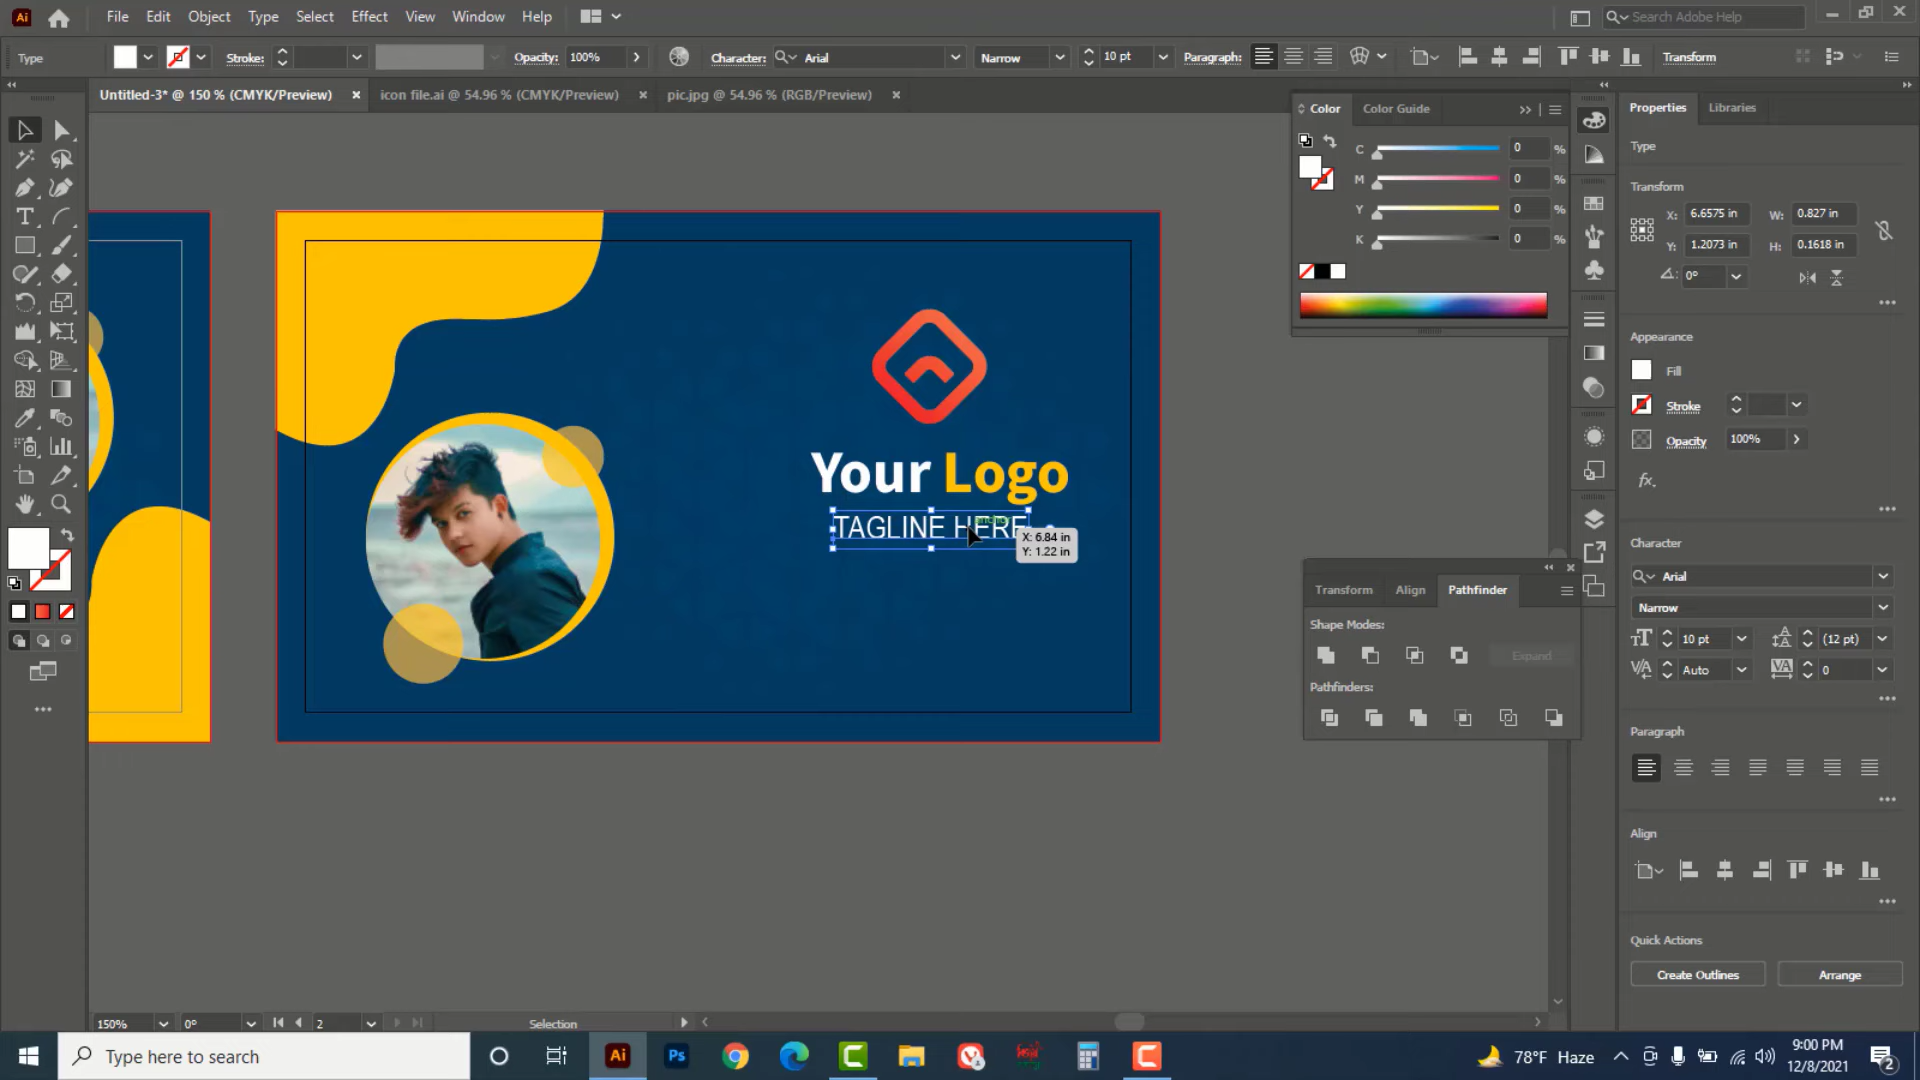 Ai File Edit Object Type Select Effect View Window Help Search Adobe Help
Type Stroke: Opacity: 100% Character: Arial Narrow 10 pt Paragraph: Transform
Untitled-3* @ 150 % (CMYK/Preview) icon file.ai @ 54.96 % (CMYK/Preview) pic.jpg @ 54.96 % (RGB/Preview)
Color Color Guide
C 0 %
M 0 %
Y 0 %
K 0 %
Properties Libraries
Type
Transform
X: 6.6575 in W: 0.827 in
Y: 1.2073 in H: 0.1618 in
0°
Appearance
Fill
Stroke
Opacity 100%
fx.
Your Logo
TAGLINE HERE
anchor
X: 6.84 in
Y: 1.22 in
Transform Align Pathfinder
Shape Modes:
Expand
Pathfinders:
Character
Arial
Narrow
10 pt (12 pt)
Auto 0
Paragraph
Align
Quick Actions
Create Outlines Arrange
150% 0° 2 Selection
Type here to search
Ai Ps
78°F Haze
9:00 PM
12/8/2021
2